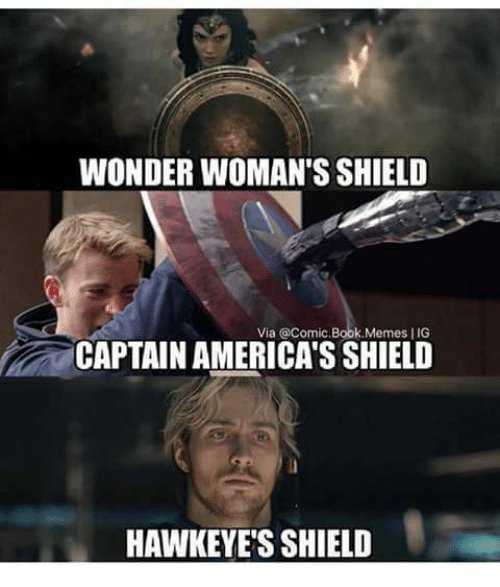 WONDER WOMAN'S SHIELD
Via @Comic.Book.Memes | IG
CAPTAIN AMERICA'S SHIELD
HAWKEYE'S SHIELD